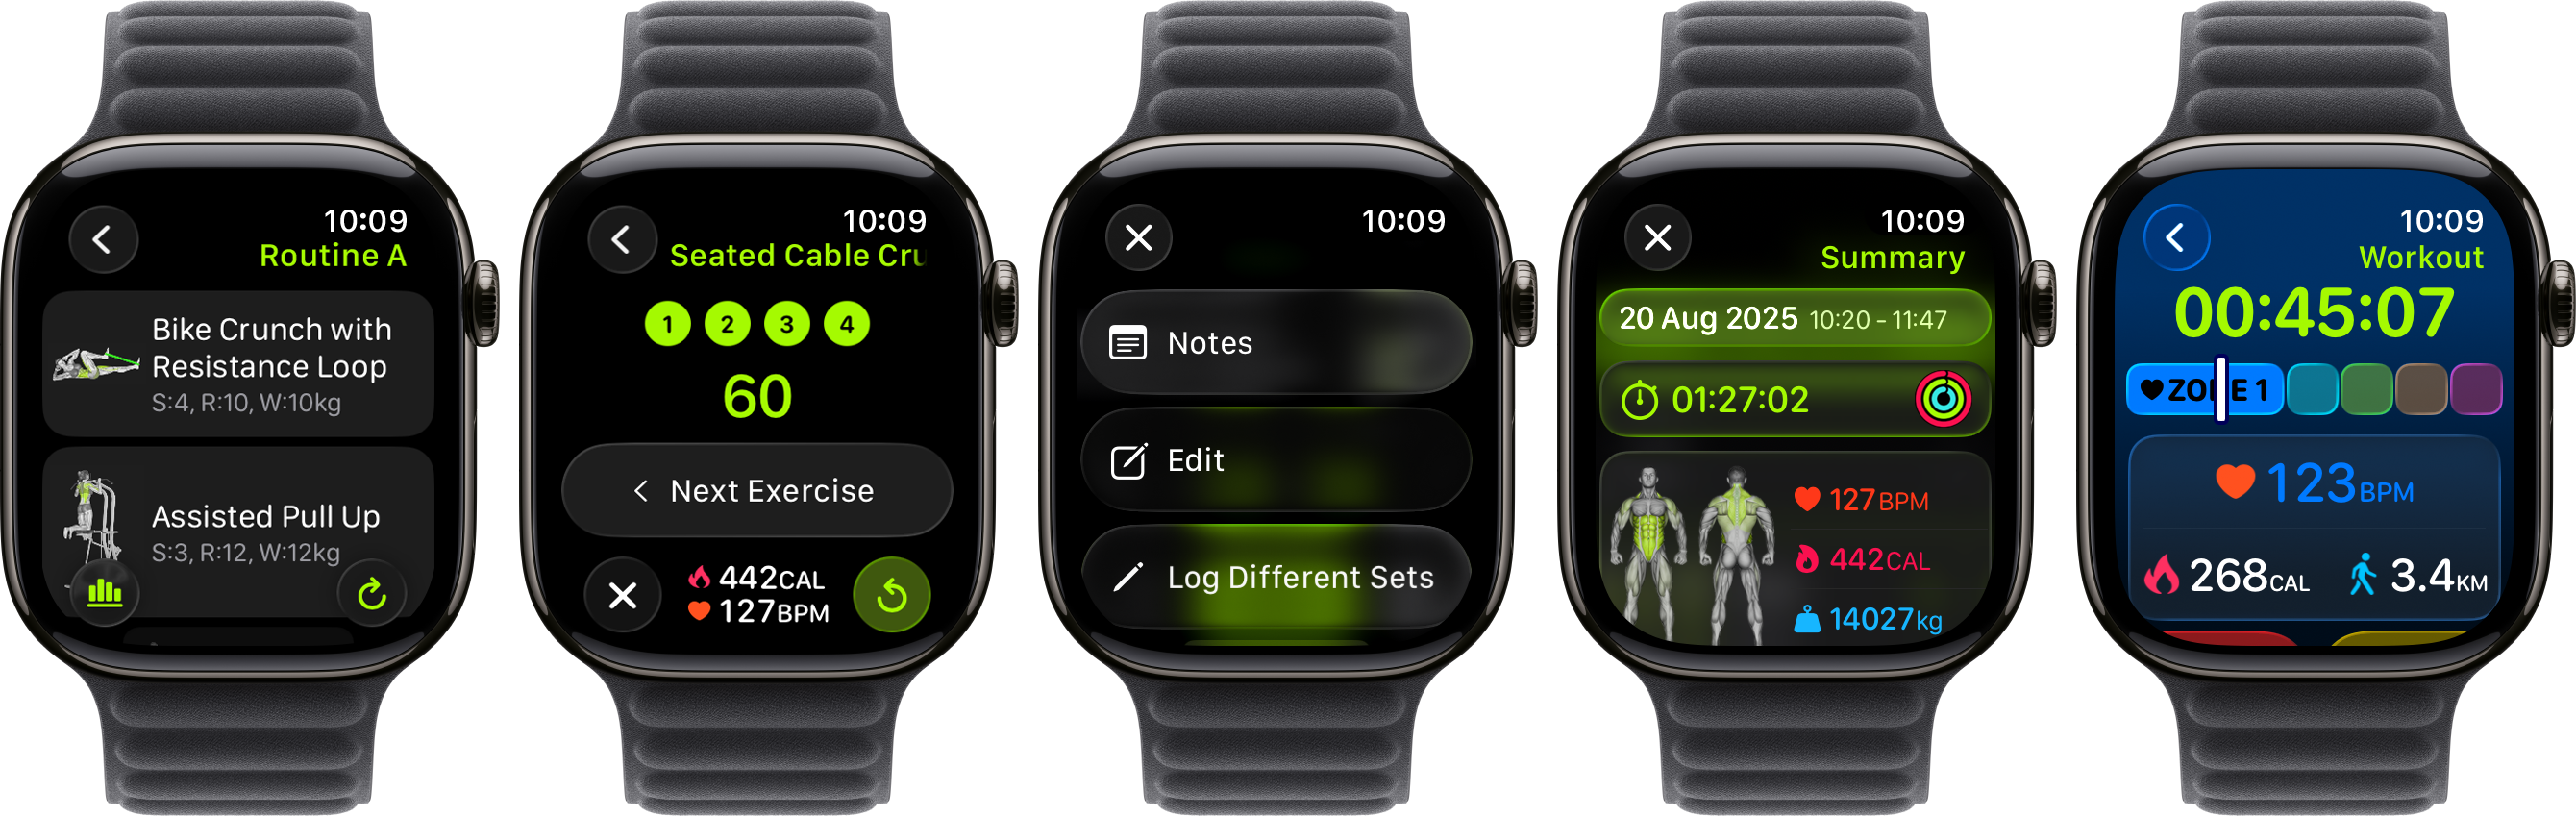 10:09
Routine A
Bike Crunch with
Resistance Loop
S:4, R:10, W:10kg
Assisted Pull Up
S:3, R:12, W:12kg
10:09
Seated Cable Cru
1 2 3 4
60
Next Exercise
442CAL
127BPM
10:09
Notes
Edit
Log Different Sets
10:09
Summary
20 Aug 2025 10:20 - 11:47
01:27:02
127BPM
442CAL
14027kg
10:09
Workout
00:45:07
ZONE 1
123BPM
268CAL 3.4KM